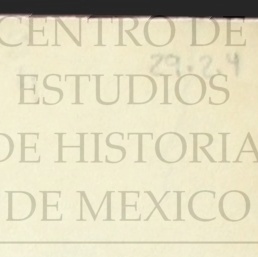 CENTRO DE
29.2.4
ESTUDIOS
DE HISTORIA
DE MEXICO